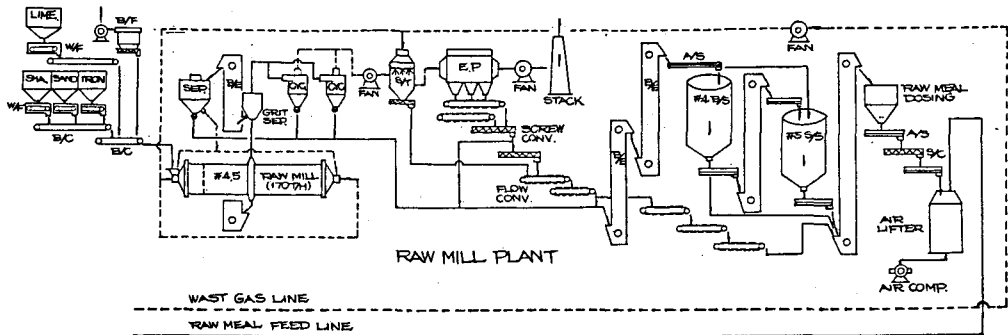 LIME.
B/F
W/F
SHA. SAND IRON
W/F
B/C
B/C
SEP.
B/E
GRIT
SEP.
C/C
C/C
FAN
S/T
E.P
FAN
STACK
SCREW
CONV.
FLOW
CONV.
#4,5 RAW MILL
(170T/H)
B/E
B/E
A/S
#4 B/S
#5 S/S
FAN
RAW MEAL
DOSING
A/S
S/C
AIR
LIFTER
AIR COMP.
RAW MILL PLANT
WAST GAS LINE
RAW MEAL FEED LINE